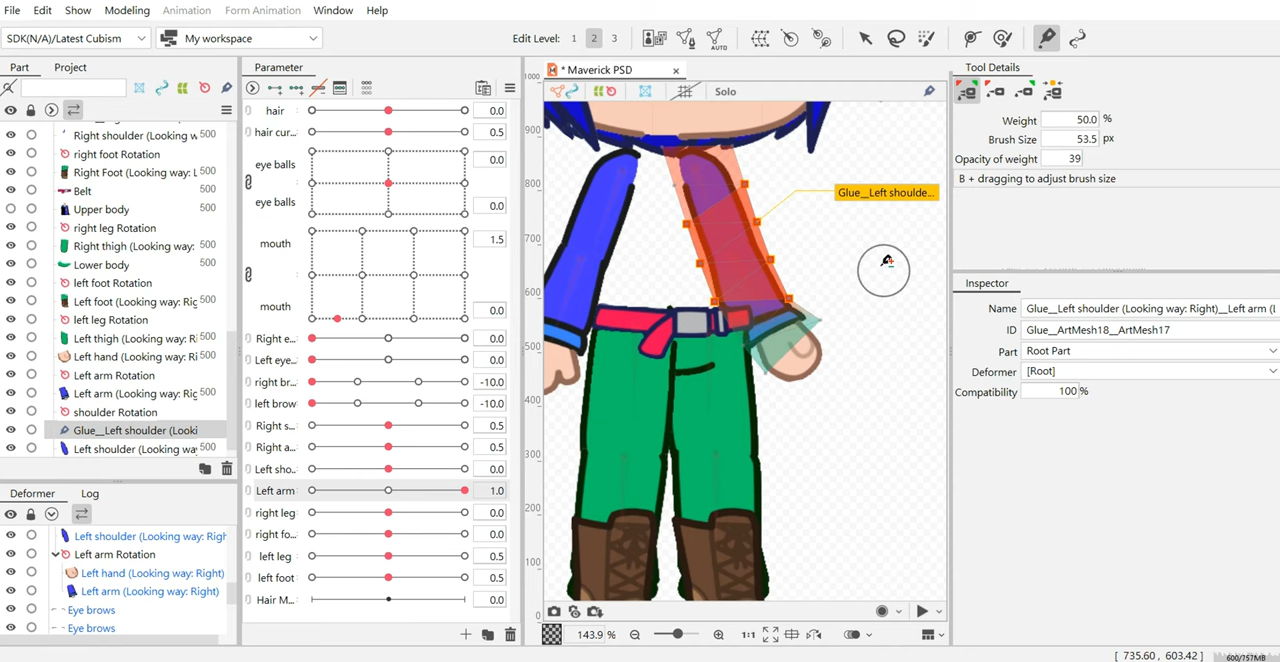 File Edit Show Modeling Animation Form Animation Window Help
SDK(N/A)/Latest Cubism My workspace Edit Level: 1 2 3 AUTO
Part Project
Parameter
* Maverick PSD
Tool Details
Solo
Weight 50.0 %
Brush Size 53.5 px
Opacity of weight 39
B + dragging to adjust brush size
Right shoulder (Looking way: 500
right foot Rotation
Right Foot (Looking way: L 500
Belt
Upper body
right leg Rotation
Right thigh (Looking way: 500
Lower body
left foot Rotation
Left foot (Looking way: Ri 500
left leg Rotation
Left thigh (Looking way: Ri 500
Left hand (Looking way: Ri 500
Left arm Rotation
Left arm (Looking way: Rig 500
shoulder Rotation
Glue__Left shoulder (Looki
Left shoulder (Looking wa 500
Deformer Log
Left shoulder (Looking way: Righ
Left arm Rotation
Left hand (Looking way: Right)
Left arm (Looking way: Right)
Eye brows
Eye brows
hair 0.0
hair cur... 0.5
eye balls 0.0
eye balls 0.0
mouth 1.5
mouth 0.0
Right e... 0.0
Left eye... 0.0
right br... -10.0
left brow -10.0
Right s... 0.5
Right a... 0.5
Left sho... 0.0
Left arm 1.0
right leg 0.0
right fo... 0.0
left leg 0.5
left foot 0.5
Hair M... 0.0
1000
900
800
700
600
500
400
300
200
100
0
Glue__Left shoulde...
143.9 % 1:1
Inspector
Name Glue__Left shoulder (Looking way: Right)__Left arm (L
ID Glue__ArtMesh18__ArtMesh17
Part Root Part
Deformer [Root]
Compatibility 100 %
[ 735.60 , 603.42 ] 600/757MB